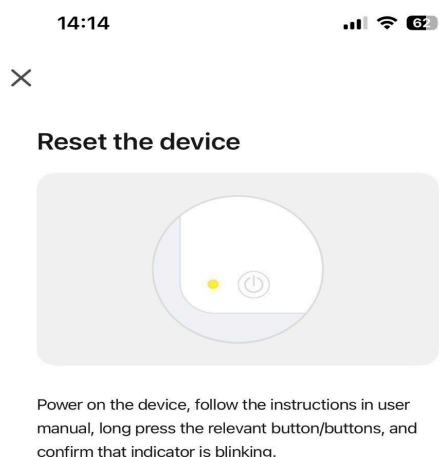 14:14
62
Reset the device
Power on the device, follow the instructions in user
manual, long press the relevant button/buttons, and
confirm that indicator is blinking.